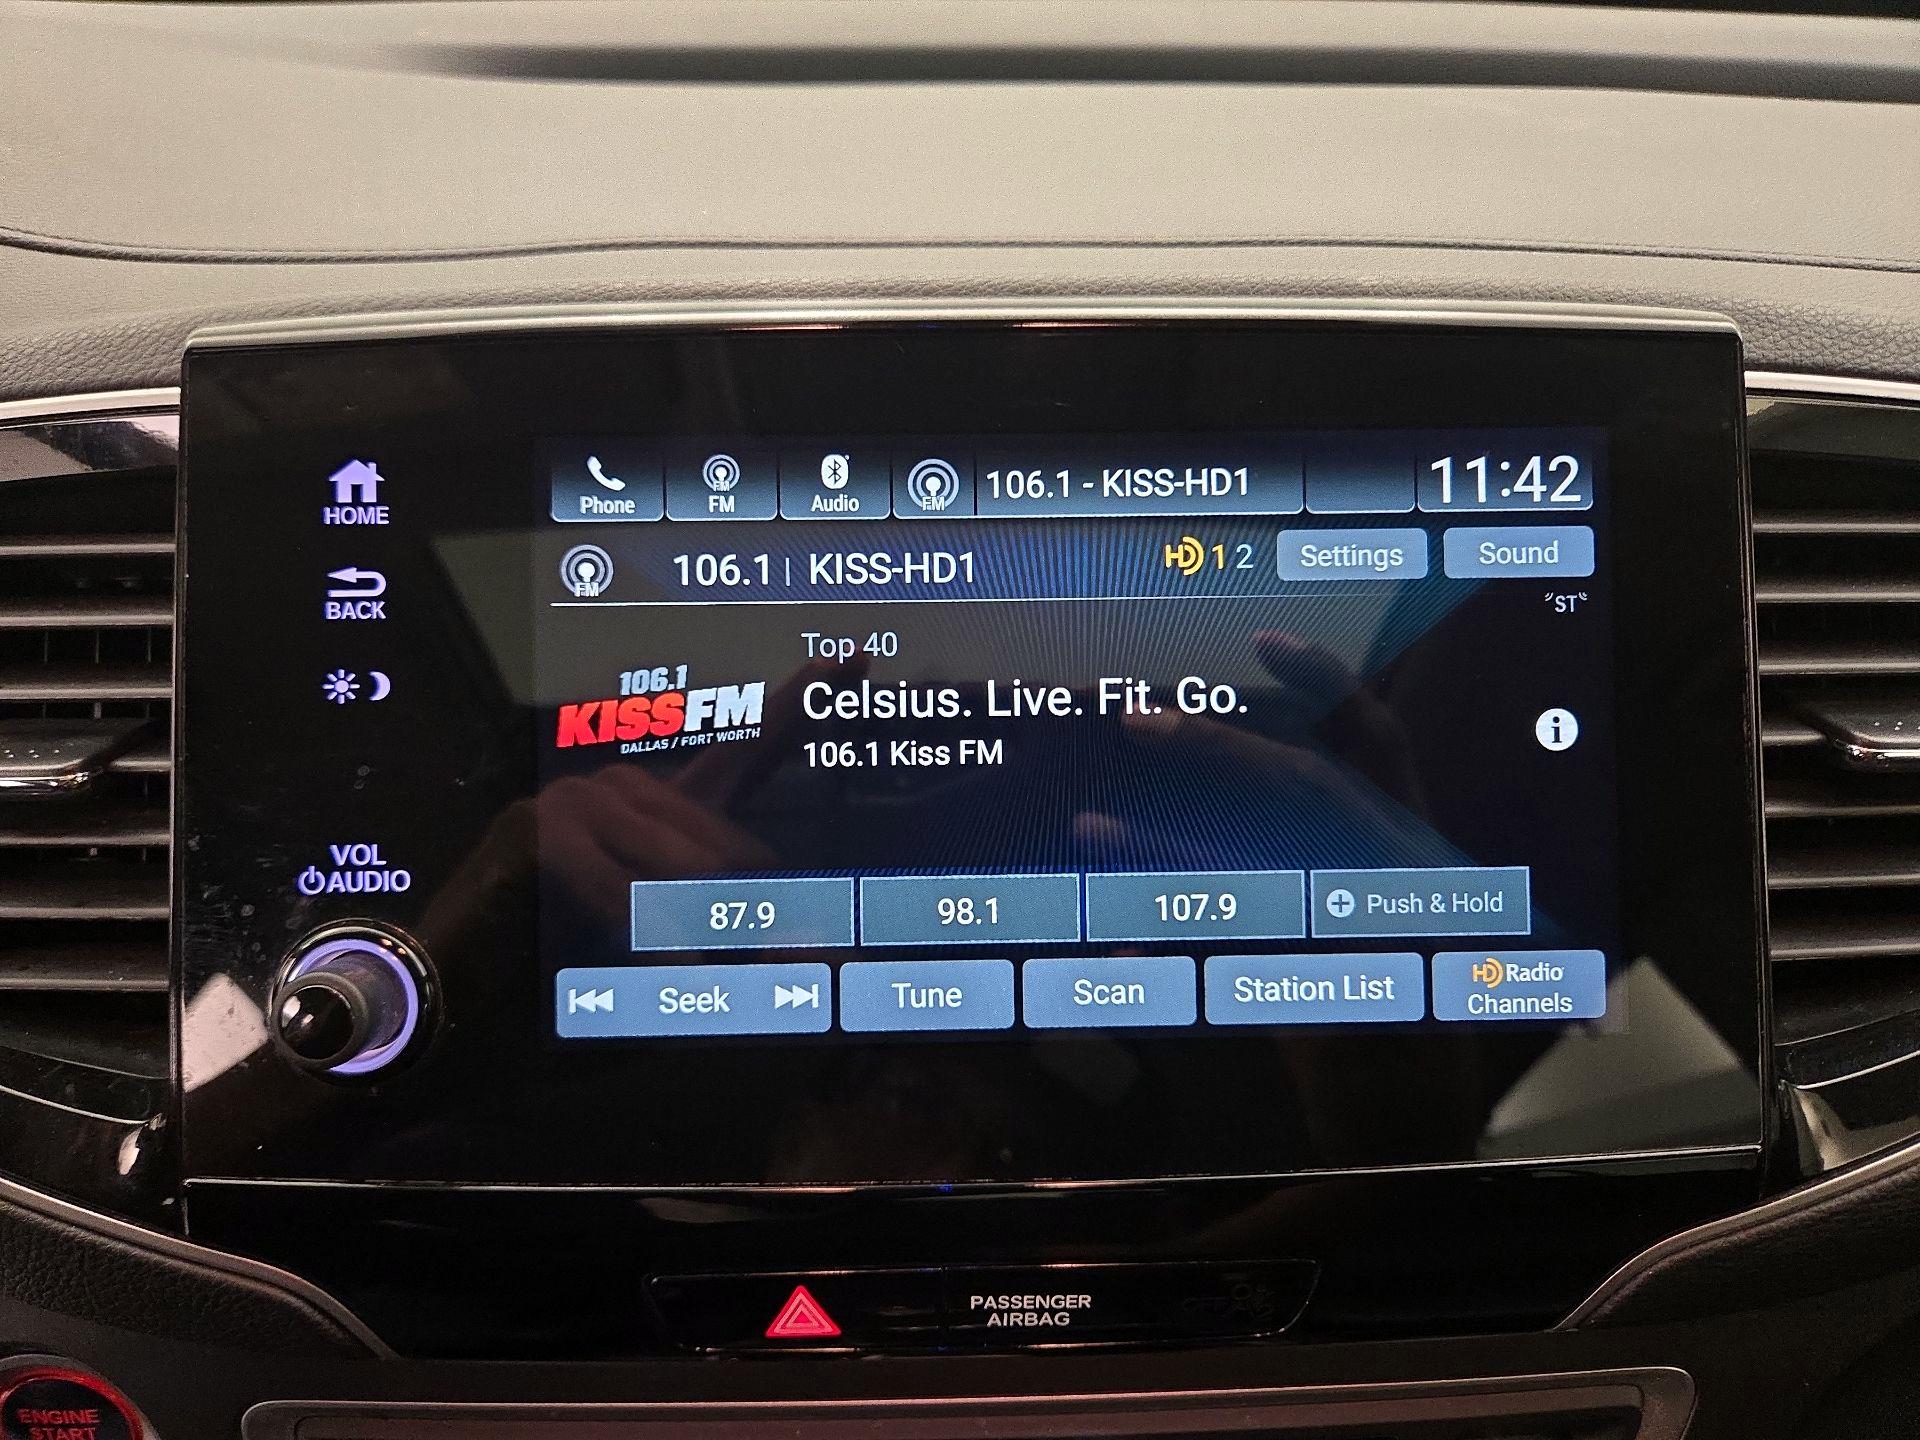 HOME
BACK
VOL
AUDIO
Phone
FM
FM
Audio
FM
106.1 - KISS-HD1
11:42
FM
106.1 | KISS-HD1
HD 1 2
Settings
Sound
ST
Top 40
106.1
KISSFM
DALLAS / FORT WORTH
Celsius. Live. Fit. Go.
106.1 Kiss FM
i
87.9
98.1
107.9
+ Push & Hold
Seek
Tune
Scan
Station List
HD Radio
Channels
PASSENGER
AIRBAG
ENGINE
START